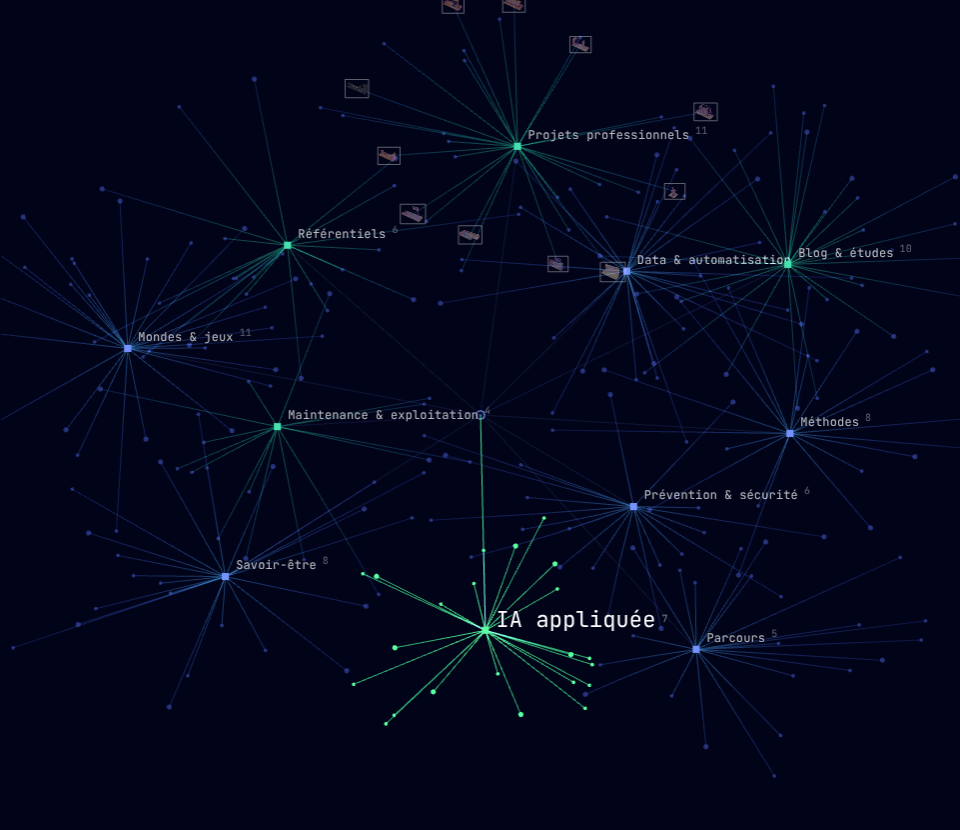 Projets professionnels 11
Référentiels 6
Data & automatisation
Blog & études 10
Mondes & jeux 11
Maintenance & exploitation 4
Méthodes 8
Prévention & sécurité 6
Savoir-être 8
IA appliquée 7
Parcours 5